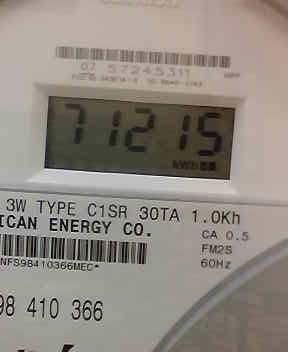 07 57245311
71215
kWh
3W TYPE C1SR 30TA 1.0Kh
ICAN ENERGY CO.
CA 0.5
FM2S
60Hz
*NFS98410366MEC*
98 410 366